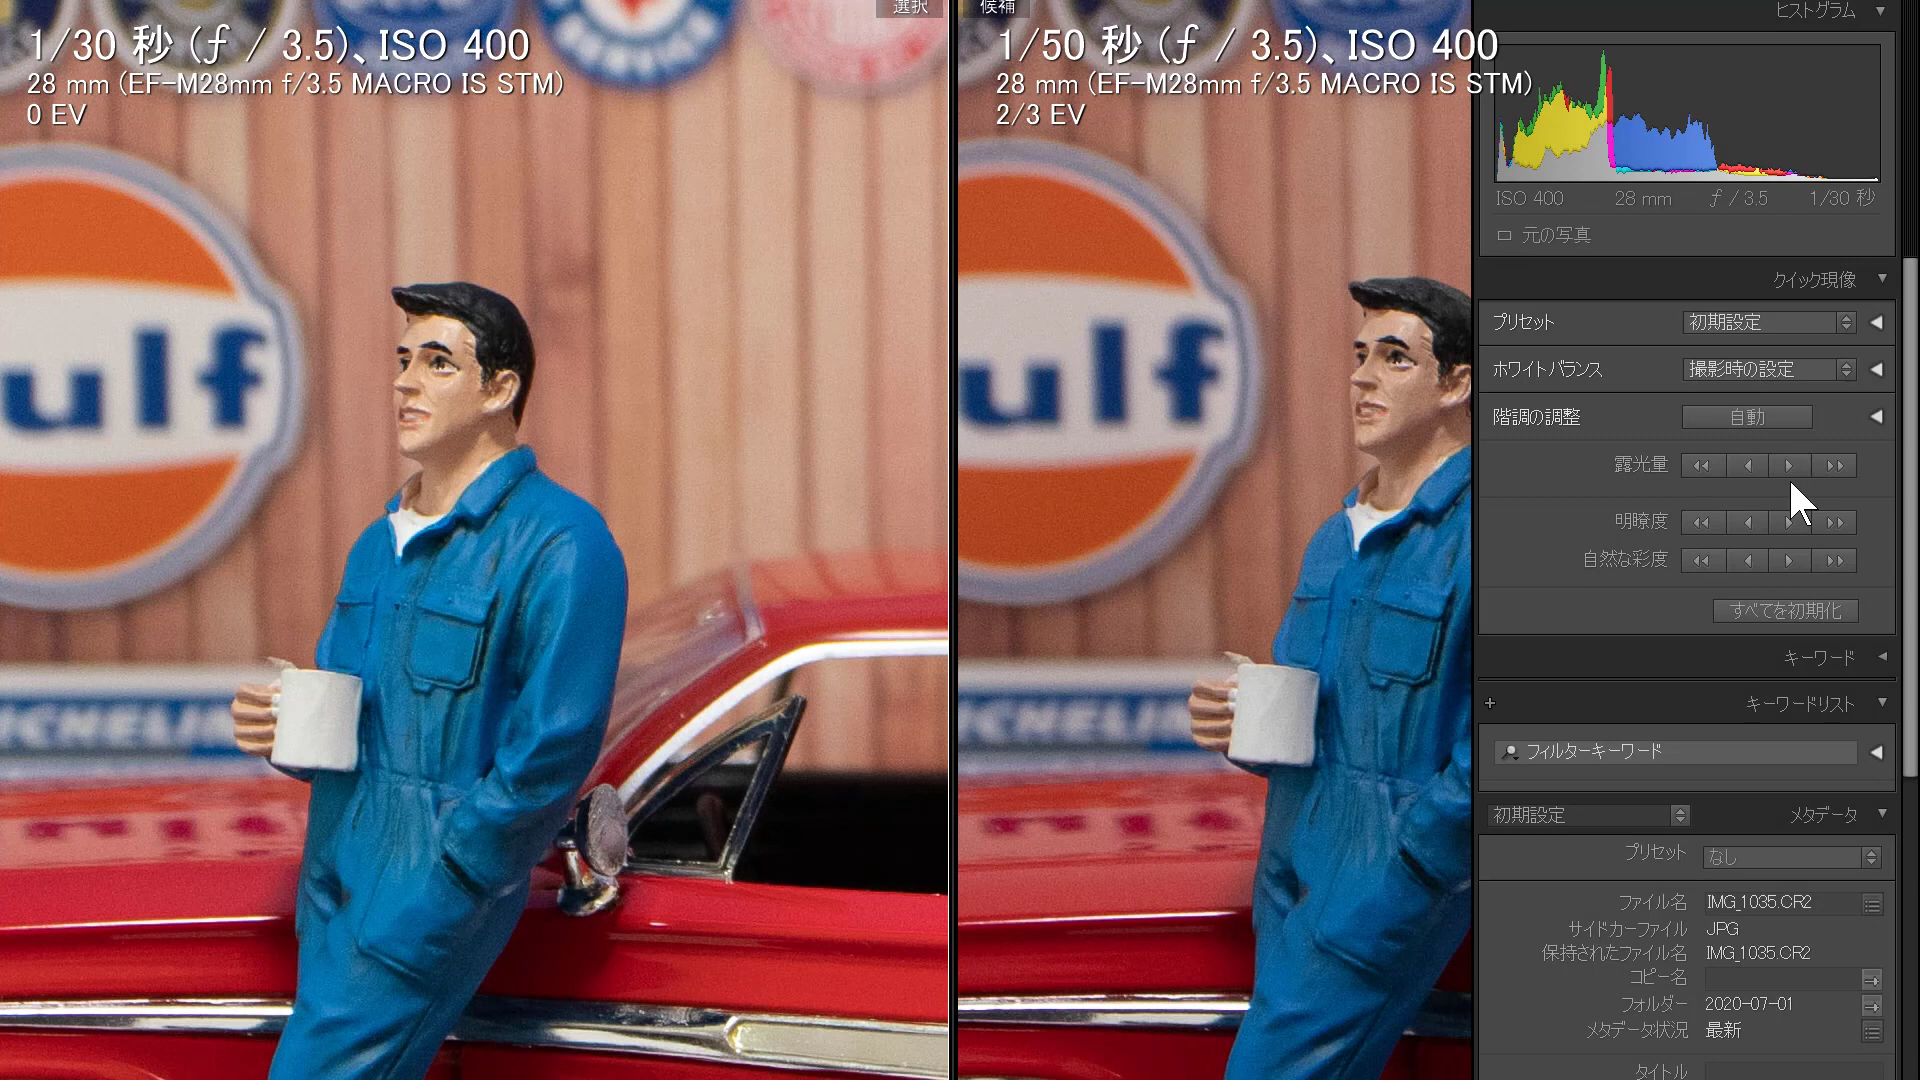 選択
1/30 秒 (ƒ / 3.5)、ISO 400
28 mm (EF-M28mm f/3.5 MACRO IS STM)
0 EV
ulf
ICHELIN
候補
1/50 秒 (ƒ / 3.5)、ISO 400
28 mm (EF-M28mm f/3.5 MACRO IS STM)
2/3 EV
ulf
CHELIN
ヒストグラム
ISO 400 28 mm ƒ / 3.5 1/30 秒
元の写真
クイック現像
プリセット 初期設定
ホワイトバランス 撮影時の設定
階調の調整 自動
露光量
明瞭度
自然な彩度
すべてを初期化
キーワード
+ キーワードリスト
フィルターキーワード
初期設定 メタデータ
プリセット なし
ファイル名 IMG_1035.CR2
サイドカーファイル JPG
保持されたファイル名 IMG_1035.CR2
コピー名
フォルダー 2020-07-01
メタデータ状況 最新
タイトル